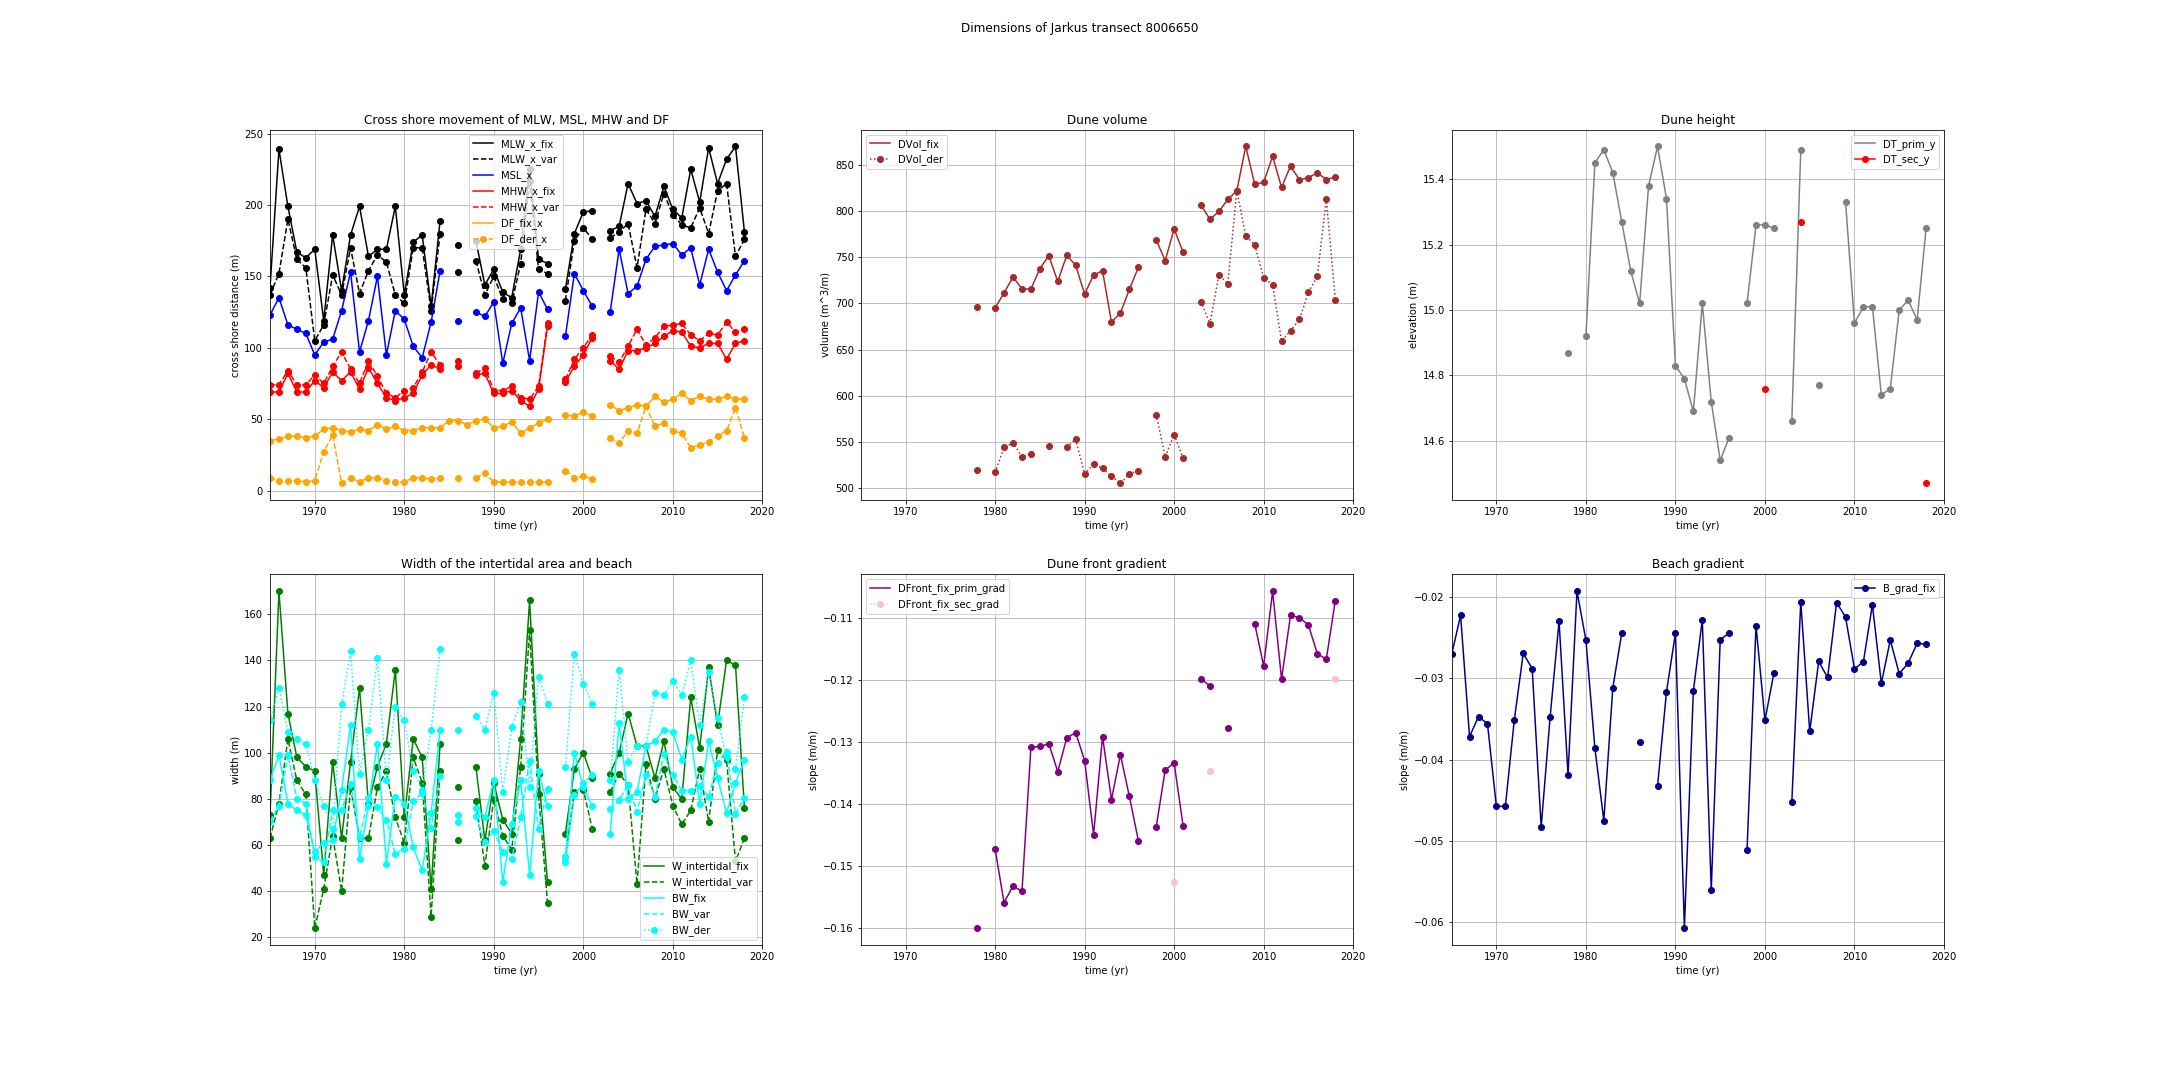 Dimensions of Jarkus transect 8006650
Cross shore movement of MLW, MSL, MHW and DF
250
200
150
100
50
0
cross shore distance (m)
MLW_x_fix
MLW_x_var
MSL_x
MHW_x_fix
MHW_x_var
DF_fix_x
DF_der_x
1970 1980 1990 2000 2010 2020
time (yr)
Dune volume
850
800
750
700
650
600
550
500
volume (m^3/m)
DVol_fix
DVol_der
1970 1980 1990 2000 2010 2020
time (yr)
Dune height
15.4
15.2
15.0
14.8
14.6
elevation (m)
DT_prim_y
DT_sec_y
1970 1980 1990 2000 2010 2020
time (yr)
Width of the intertidal area and beach
160
140
120
100
80
60
40
20
width (m)
W_intertidal_fix
W_intertidal_var
BW_fix
BW_var
BW_der
1970 1980 1990 2000 2010 2020
time (yr)
Dune front gradient
−0.11
−0.12
−0.13
−0.14
−0.15
−0.16
slope (m/m)
DFront_fix_prim_grad
DFront_fix_sec_grad
1970 1980 1990 2000 2010 2020
time (yr)
Beach gradient
−0.02
−0.03
−0.04
−0.05
−0.06
slope (m/m)
B_grad_fix
1970 1980 1990 2000 2010 2020
time (yr)